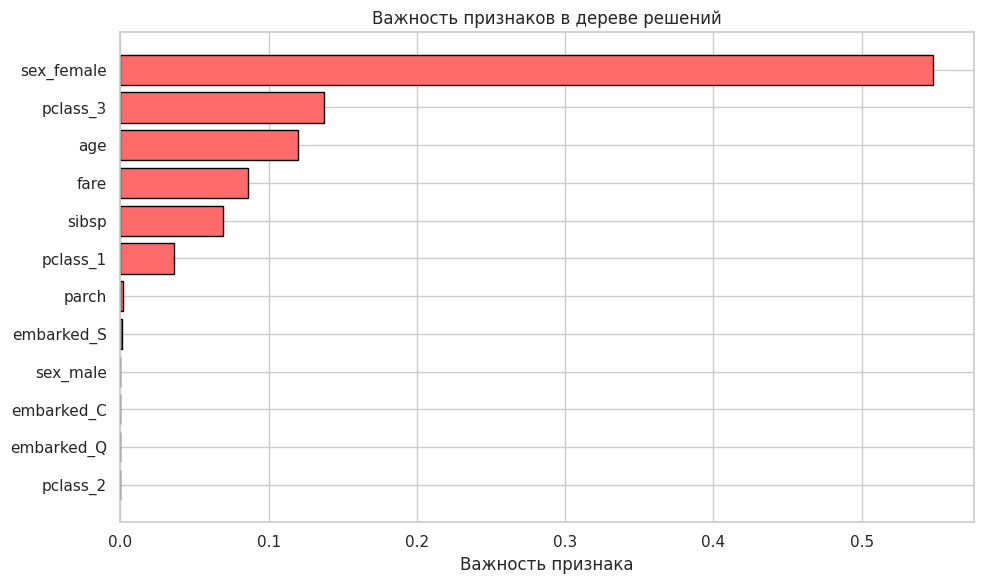 Важность признаков в дереве решений
sex_female
pclass_3
age
fare
sibsp
pclass_1
parch
embarked_S
sex_male
embarked_C
embarked_Q
pclass_2
0.0 0.1 0.2 0.3 0.4 0.5
Важность признака